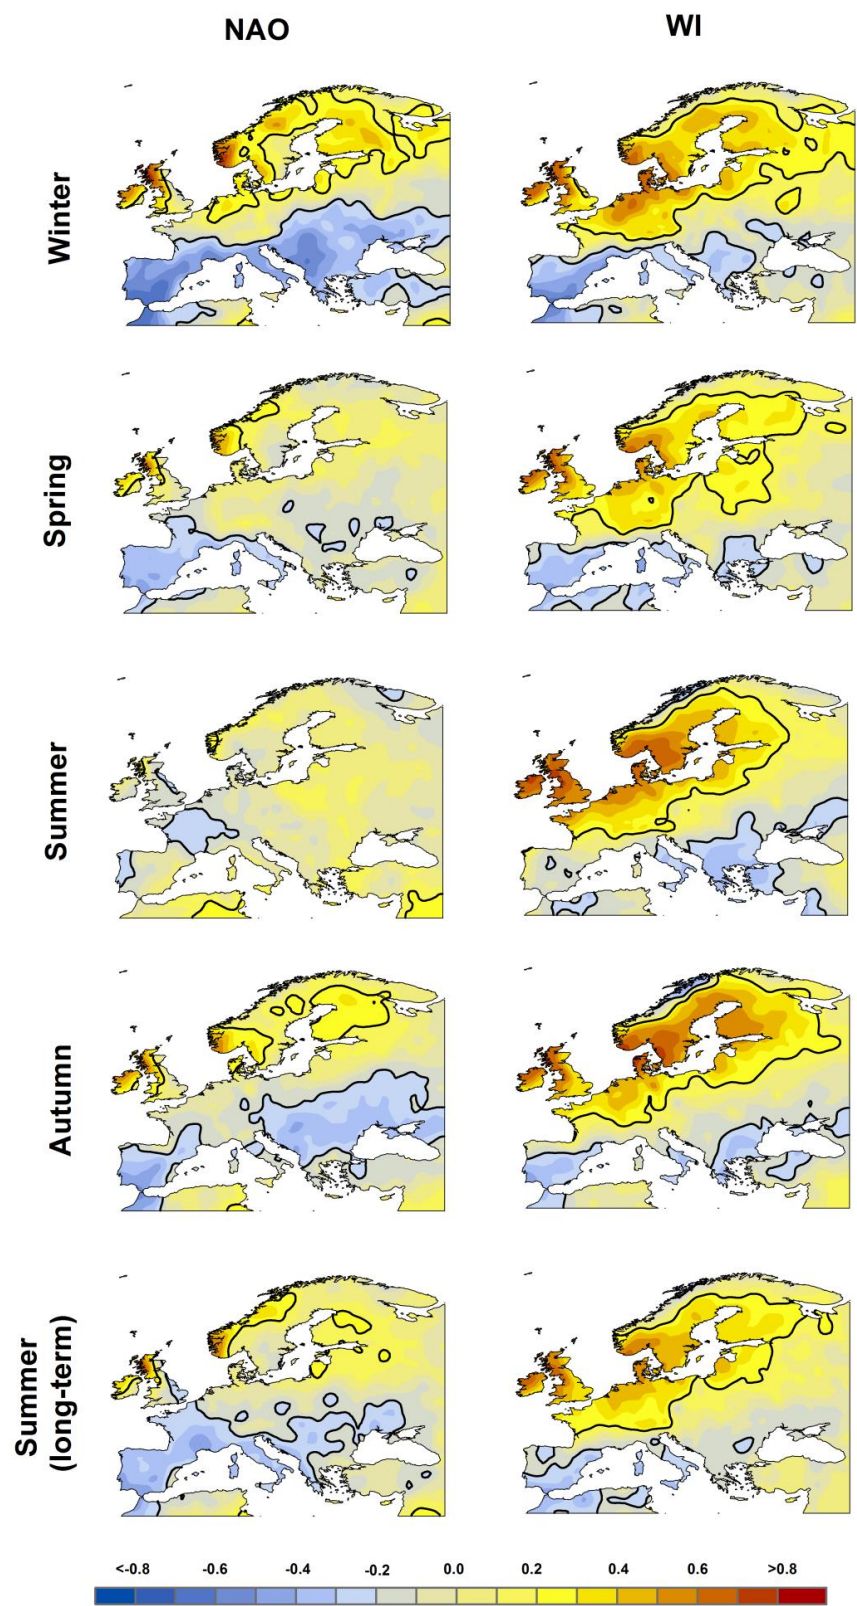 NAO WI
Winter
Spring
Summer
Autumn
Summer
(long-term)
<-0.8 -0.6 -0.4 -0.2 0.0 0.2 0.4 0.6 >0.8